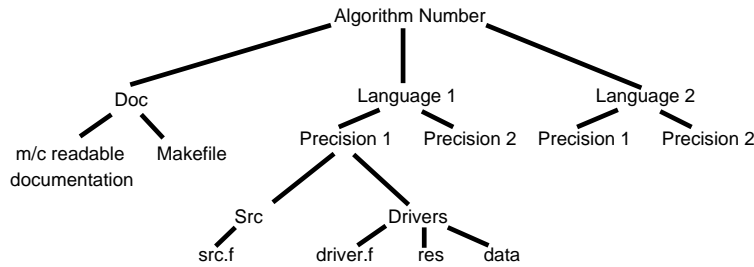 Algorithm Number
Doc
Language 1
Language 2
m/c readable
documentation
Makefile
Precision 1
Precision 2
Precision 1
Precision 2
Src
Drivers
src.f
driver.f
res
data